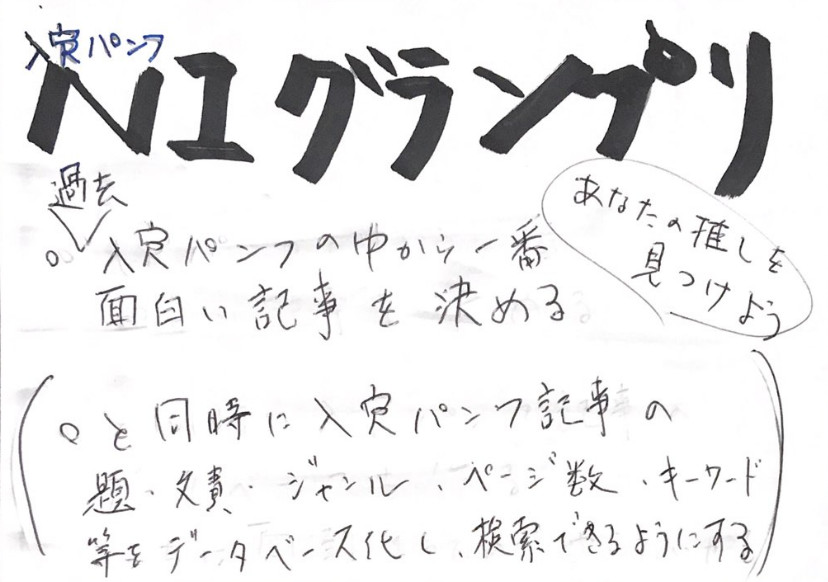 入寮パンフ
N1グランプリ
過去
○ 入寮パンフの中から一番
面白い記事を決める
あなたの推しを
見つけよう
(○と同時に入寮パンフ記事の
題・文責・ジャンル、ページ数、キーワード
等をデータベース化し、検索できるようにする)